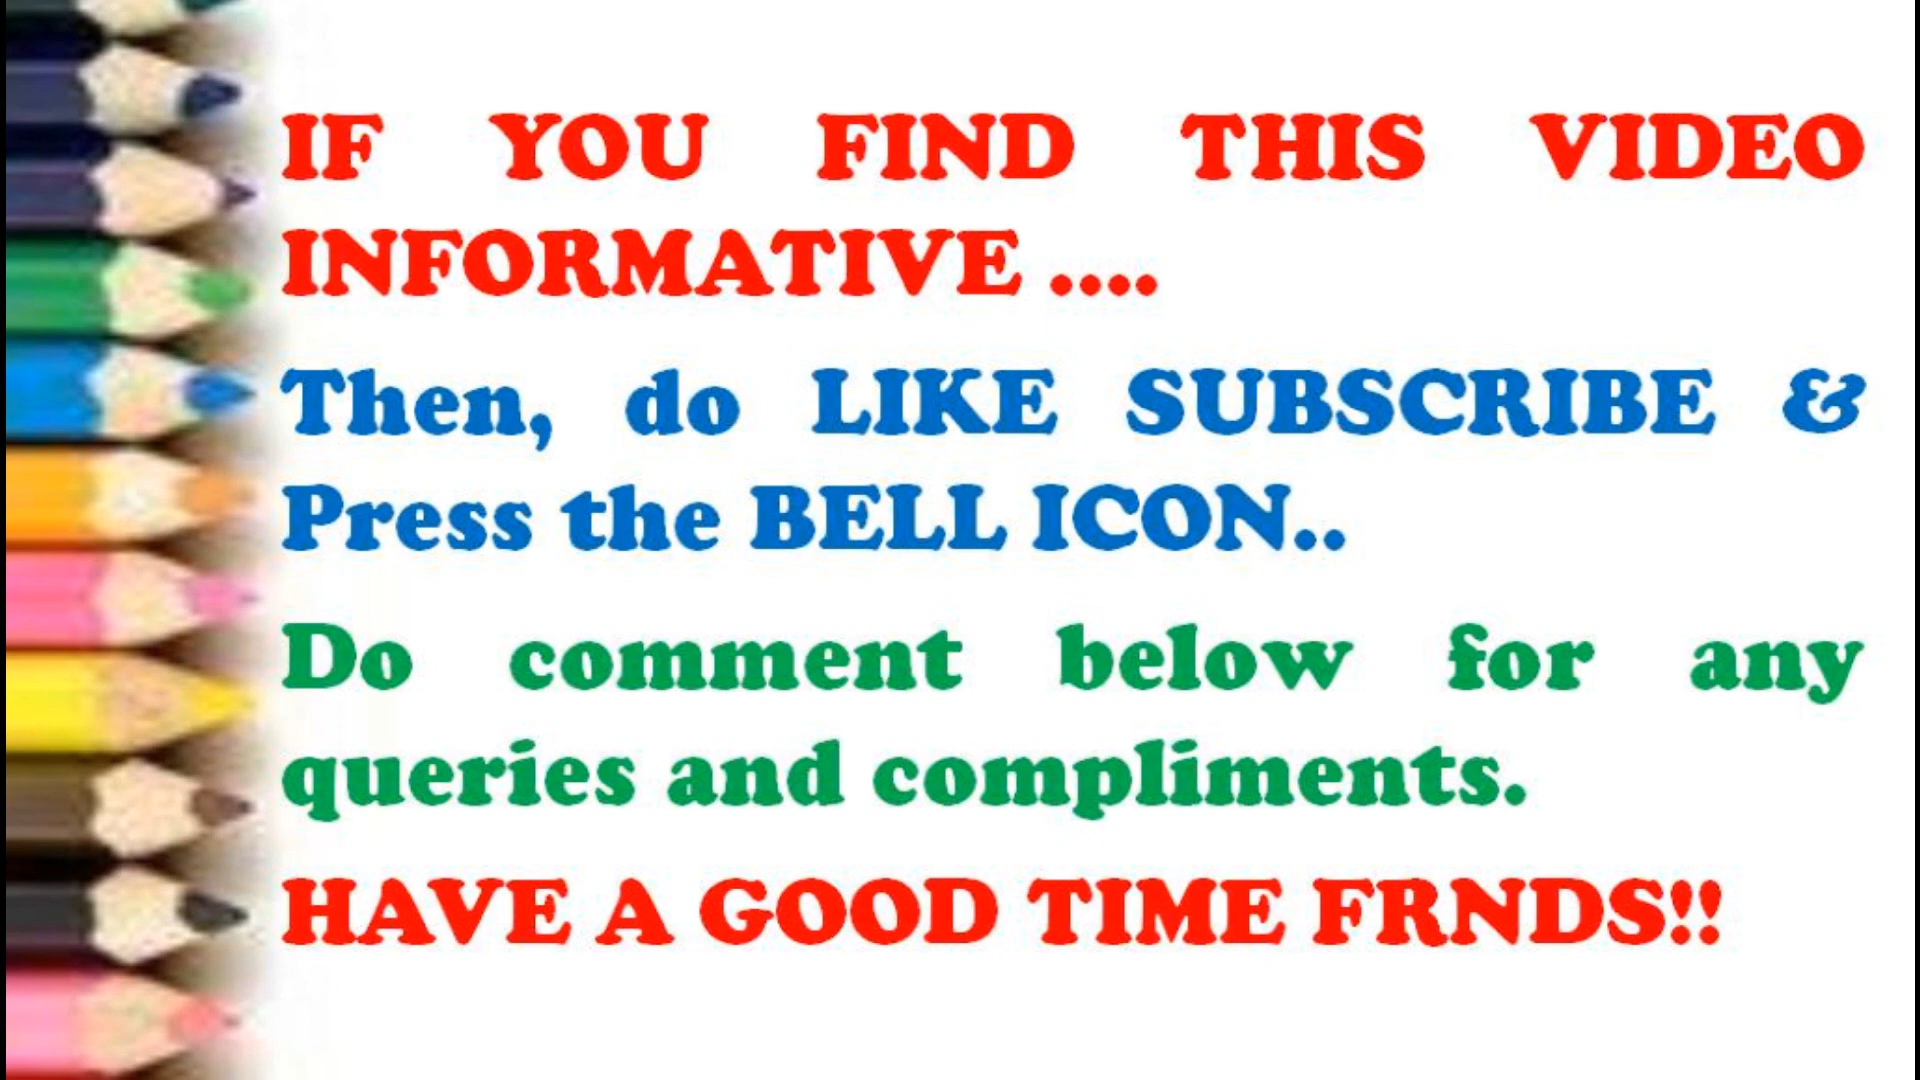 IF YOU FIND THIS VIDEO
INFORMATIVE ....
Then, do LIKE SUBSCRIBE &
Press the BELL ICON..
Do comment below for any
queries and compliments.
HAVE A GOOD TIME FRNDS!!